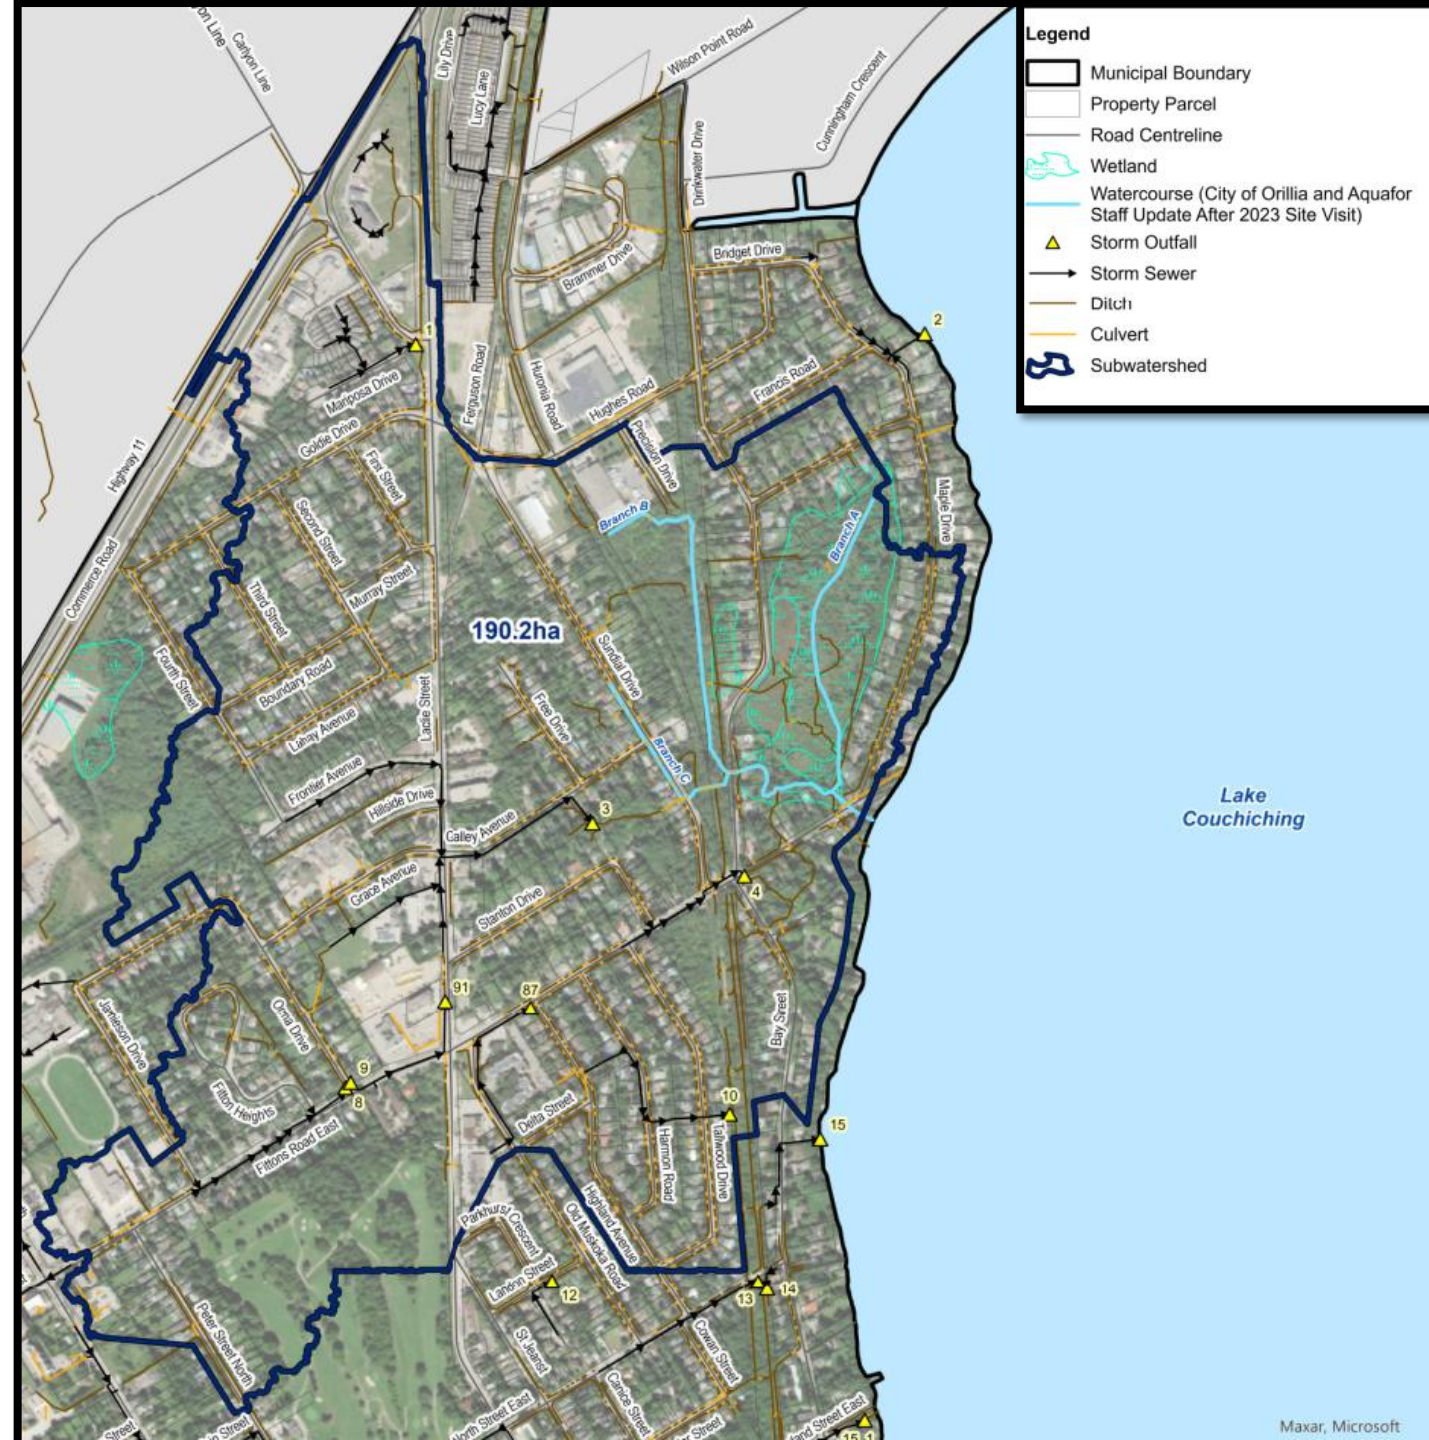 Legend
Municipal Boundary
Property Parcel
Road Centreline
Wetland
Watercourse (City of Orillia and Aquafor
Staff Update After 2023 Site Visit)
Storm Outfall
Storm Sewer
Ditch
Culvert
Subwatershed
Carlyon Line
Lily Drive
Lucy Lane
Wilson Point Road
Cunningham Crescent
Drinkwater Drive
Brammer Drive
Bridget Drive
1
2
Mariposa Drive
Ferguson Road
Huronia Road
Hughes Road
Francis Road
Goldie Drive
First Street
Precision Drive
Highway 11
Second Street
Branch B
Branch A
Maple Drive
Commerce Road
Murray Street
Third Street
190.2ha
Sundial Drive
Fourth Street
Boundary Road
Free Drive
Laclie Street
Lahay Avenue
Branch C
Frontier Avenue
Hillside Drive
Calley Avenue
3
Lake
Couchiching
Grace Avenue
4
Stanton Drive
91
87
Jamieson Drive
Orma Drive
Bay Street
9
8
Fitton Heights
10
15
Fittons Road East
Delta Street
Harmon Road
Tallwood Drive
Parkhurst Crescent
Highland Avenue
Old Muskoka Road
Landon Street
12
13
14
Peter Street North
St Jeanst
Cowan Street
Canice Street
North Street East
Street
Maxar, Microsoft